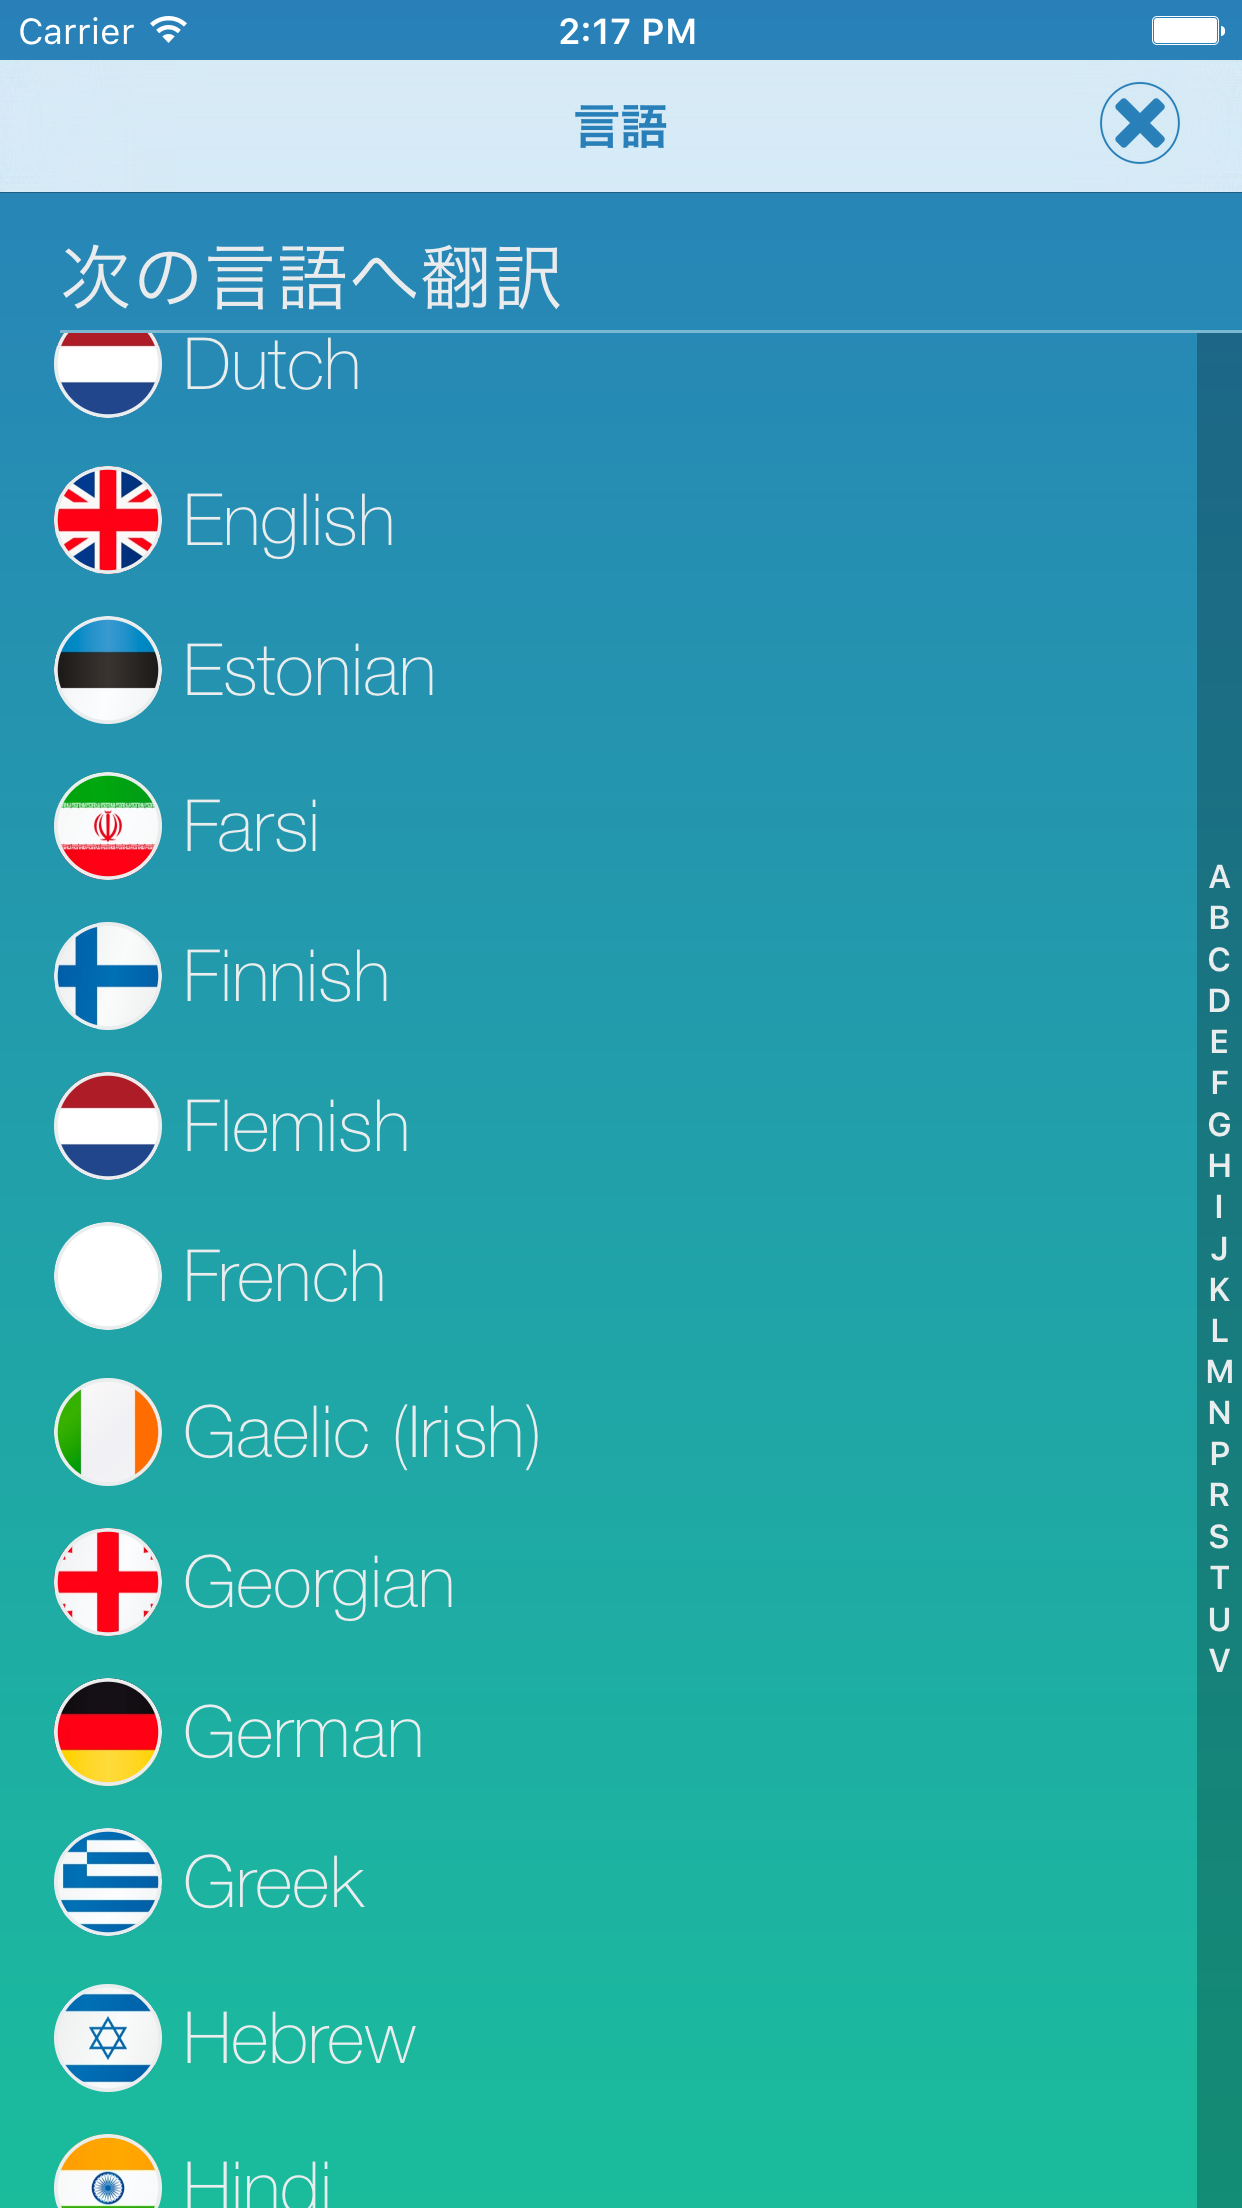 Carrier 2:17 PM
言語
次の言語へ翻訳
Dutch
English
Estonian
Farsi
Finnish
Flemish
French
Gaelic (Irish)
Georgian
German
Greek
Hebrew
Hindi
A
B
C
D
E
F
G
H
I
J
K
L
M
N
P
R
S
T
U
V